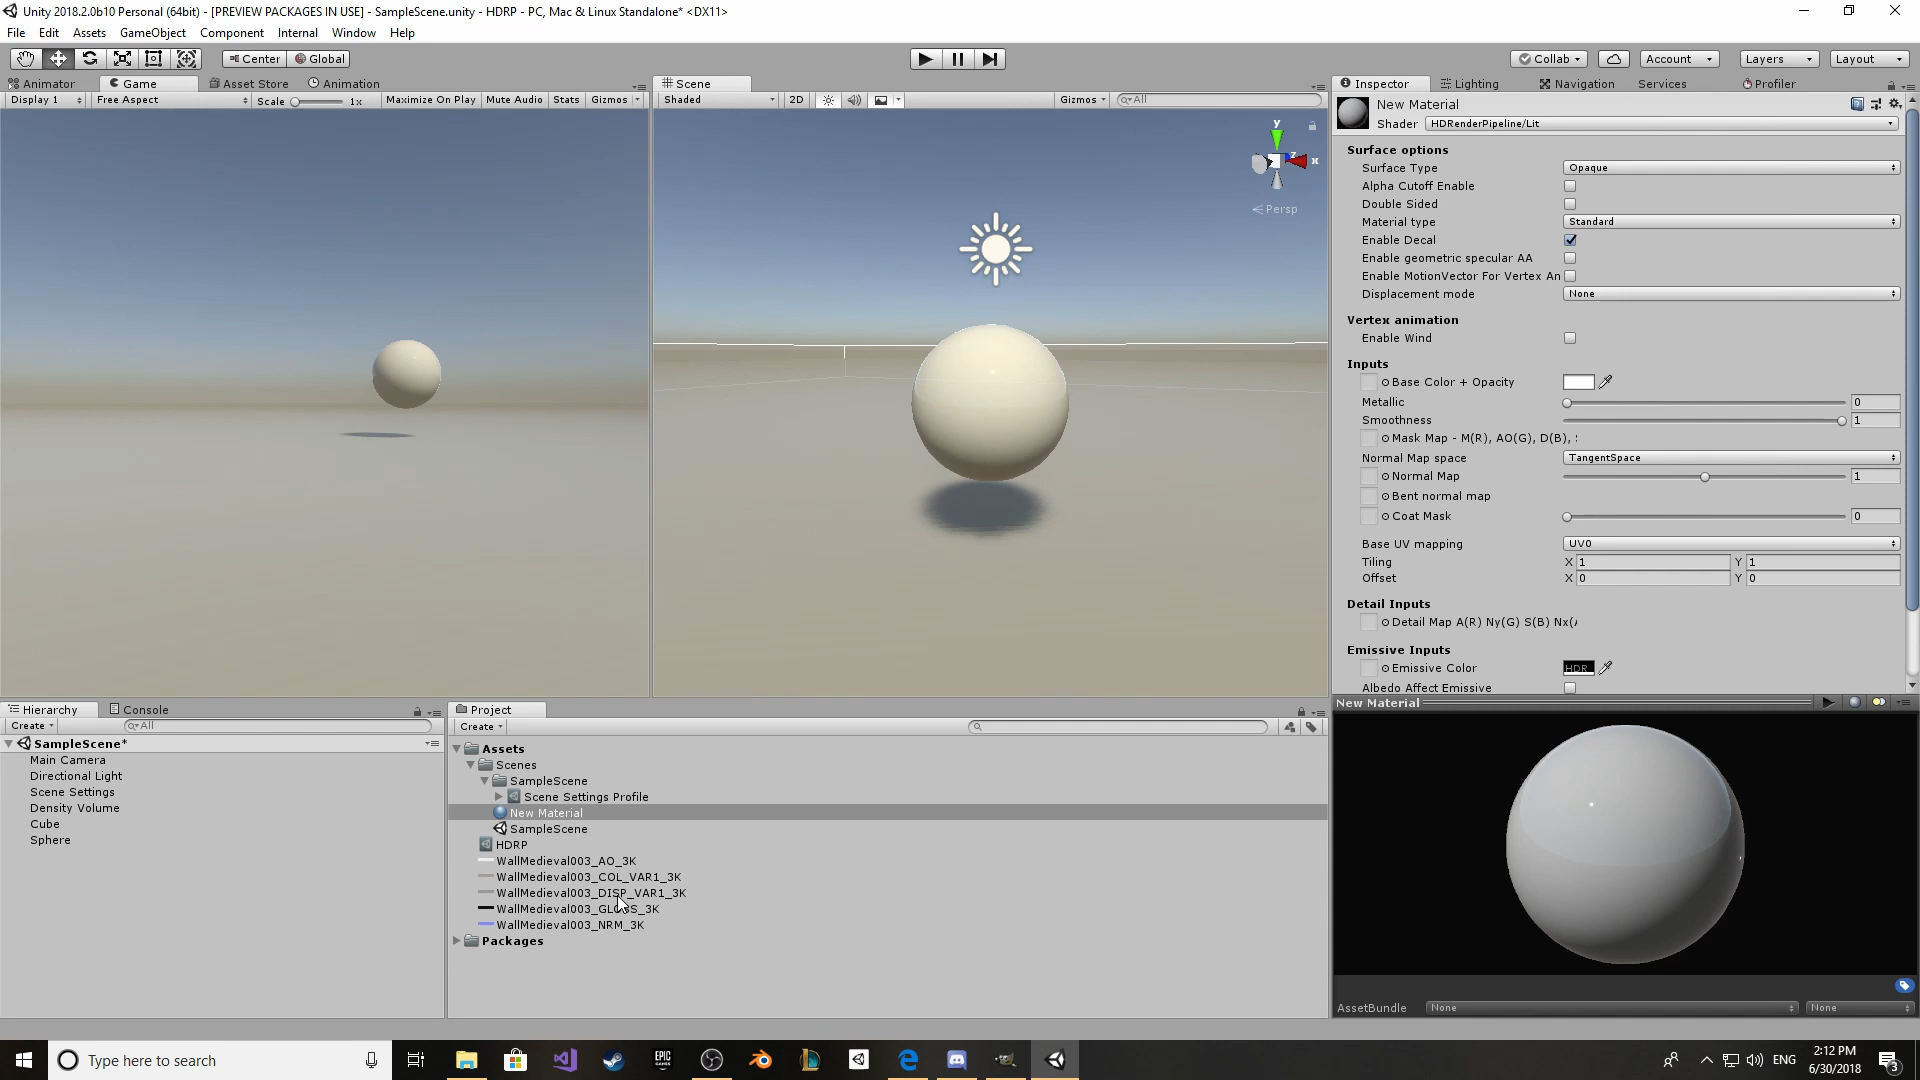 Unity 2018.2.0b10 Personal (64bit) - [PREVIEW PACKAGES IN USE] - SampleScene.unity - HDRP - PC, Mac & Linux Standalone* <DX11>
File Edit Assets GameObject Component Internal Window Help
Center Global Collab Account Layers Layout
Animator Game Asset Store Animation
Display 1 Free Aspect Scale 1x Maximize On Play Mute Audio Stats Gizmos
Scene
Shaded 2D Gizmos All
y
z
x
Persp
Inspector Lighting Navigation Services Profiler
New Material
Shader HDRenderPipeline/Lit
Surface options
Surface Type Opaque
Alpha Cutoff Enable
Double Sided
Material type Standard
Enable Decal
Enable geometric specular AA
Enable MotionVector For Vertex An
Displacement mode None
Vertex animation
Enable Wind
Inputs
Base Color + Opacity
Metallic 0
Smoothness 1
Mask Map - M(R), AO(G), D(B),
Normal Map space TangentSpace
Normal Map 1
Bent normal map
Coat Mask 0
Base UV mapping UV0
Tiling X 1 Y 1
Offset X 0 Y 0
Detail Inputs
Detail Map A(R) Ny(G) S(B) Nx(
Emissive Inputs
Emissive Color HDR
Albedo Affect Emissive
New Material
AssetBundle None None
Hierarchy Console
Create All
SampleScene*
Main Camera
Directional Light
Scene Settings
Density Volume
Cube
Sphere
Project
Create
Assets
Scenes
SampleScene
Scene Settings Profile
New Material
SampleScene
HDRP
WallMedieval003_AO_3K
WallMedieval003_COL_VAR1_3K
WallMedieval003_DISP_VAR1_3K
WallMedieval003_GLOSS_3K
WallMedieval003_NRM_3K
Packages
Type here to search
EPIC GAMES
ENG
2:12 PM
6/30/2018
3